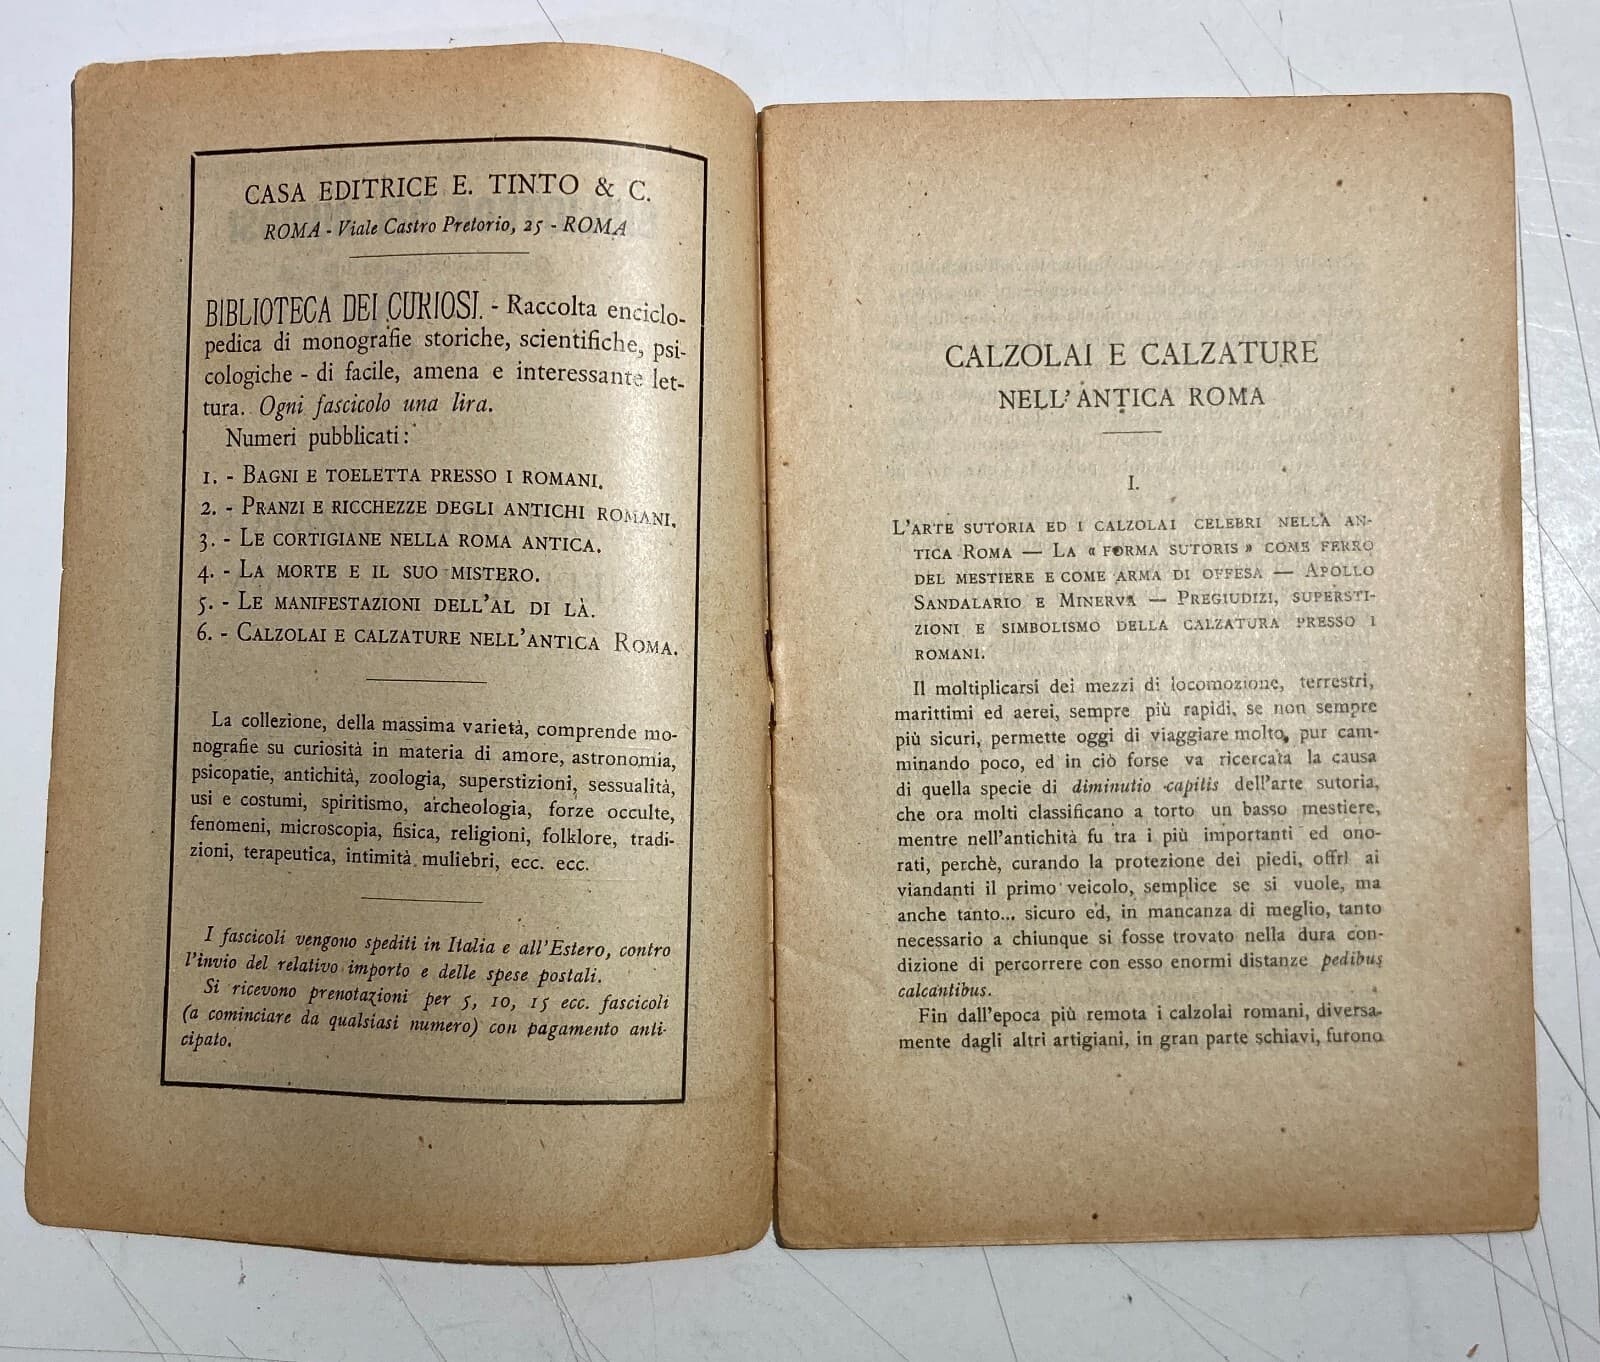 CASA EDITRICE E. TINTO & C.
ROMA - Viale Castro Pretorio, 25 - ROMA
BIBLIOTECA DEI CURIOSI. - Raccolta enciclo-
pedica di monografie storiche, scientifiche, psi-
cologiche - di facile, amena e interessante let-
tura. Ogni fascicolo una lira.
Numeri pubblicati:
1. - BAGNI E TOELETTA PRESSO I ROMANI.
2. - PRANZI E RICCHEZZE DEGLI ANTICHI ROMANI.
3. - LE CORTIGIANE NELLA ROMA ANTICA.
4. - LA MORTE E IL SUO MISTERO.
5. - LE MANIFESTAZIONI DELL'AL DI LÀ.
6. - CALZOLAI E CALZATURE NELL'ANTICA ROMA.
La collezione, della massima varietà, comprende mo-
nografie su curiosità in materia di amore, astronomia,
psicopatie, antichità, zoologia, superstizioni, sessualità,
usi e costumi, spiritismo, archeologia, forze occulte,
fenomeni, microscopia, fisica, religioni, folklore, tradi-
zioni, terapeutica, intimità muliebri, ecc. ecc.
I fascicoli vengono spediti in Italia e all'Estero, contro
l'invio del relativo importo e delle spese postali.
Si ricevono prenotazioni per 5, 10, 15 ecc. fascicoli
(a cominciare da qualsiasi numero) con pagamento anti-
cipato.
CALZOLAI E CALZATURE
NELL'ANTICA ROMA
I.
L'ARTE SUTORIA ED I CALZOLAI CELEBRI NELLA AN-
TICA ROMA — LA « FORMA SUTORIS » COME FERRO
DEL MESTIERE E COME ARMA DI OFFESA — APOLLO
SANDALARIO E MINERVA — PREGIUDIZI, SUPERSTI-
ZIONI E SIMBOLISMO DELLA CALZATURA PRESSO I
ROMANI.
Il moltiplicarsi dei mezzi di locomozione, terrestri,
marittimi ed aerei, sempre più rapidi, se non sempre
più sicuri, permette oggi di viaggiare molto, pur cam-
minando poco, ed in ciò forse va ricercata la causa
di quella specie di diminutio capitis dell'arte sutoria,
che ora molti classificano a torto un basso mestiere,
mentre nell'antichità fu tra i più importanti ed ono-
rati, perchè, curando la protezione dei piedi, offrì ai
viandanti il primo veicolo, semplice se si vuole, ma
anche tanto... sicuro ed, in mancanza di meglio, tanto
necessario a chiunque si fosse trovato nella dura con-
dizione di percorrere con esso enormi distanze pedibus
calcantibus.
Fin dall'epoca più remota i calzolai romani, diversa-
mente dagli altri artigiani, in gran parte schiavi, furono